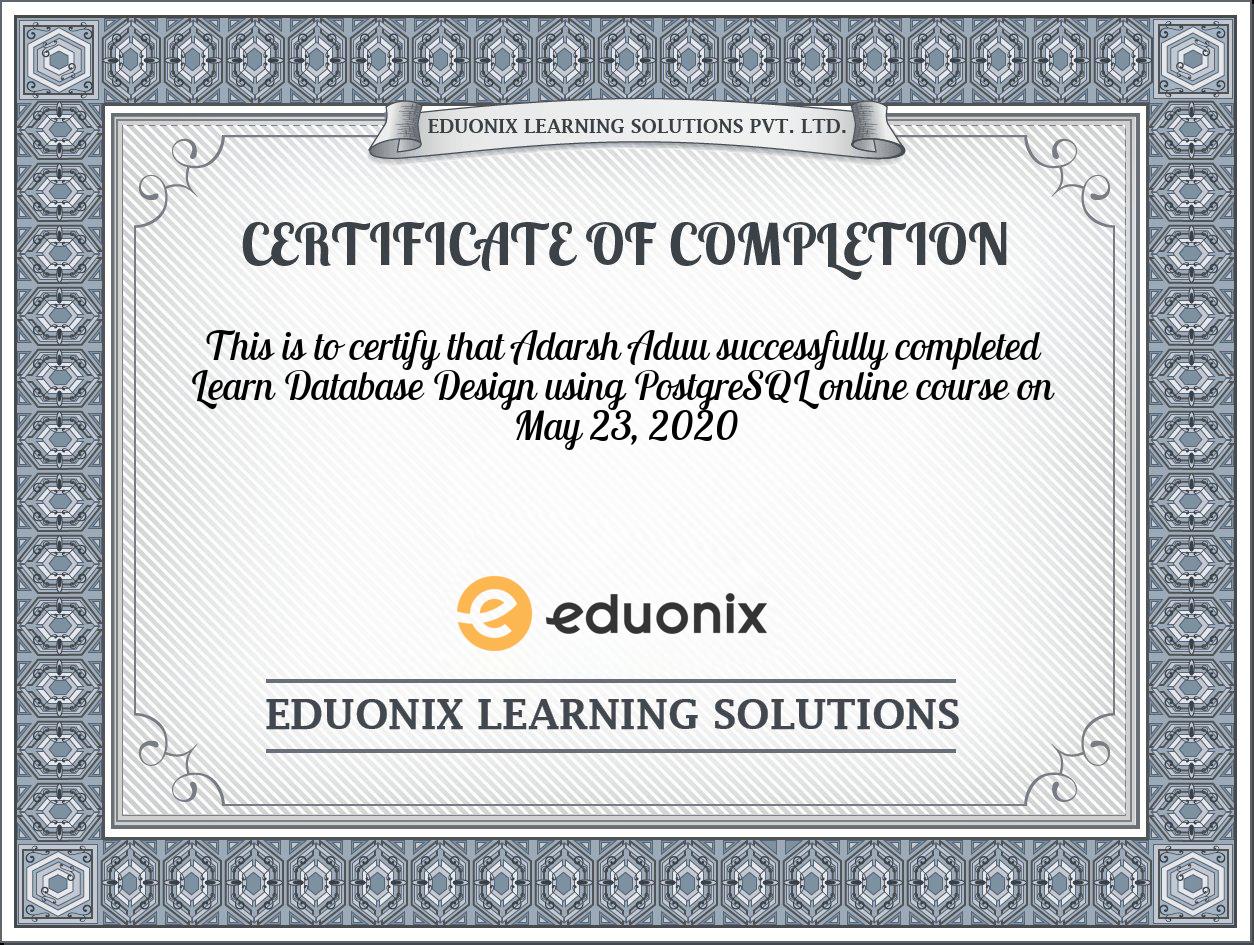 EDUONIX LEARNING SOLUTIONS PVT. LTD.
CERTIFICATE OF COMPLETION
This is to certify that Adarsh Aduu successfully completed
Learn Database Design using PostgreSQL online course on
May 23, 2020
e eduonix
EDUONIX LEARNING SOLUTIONS